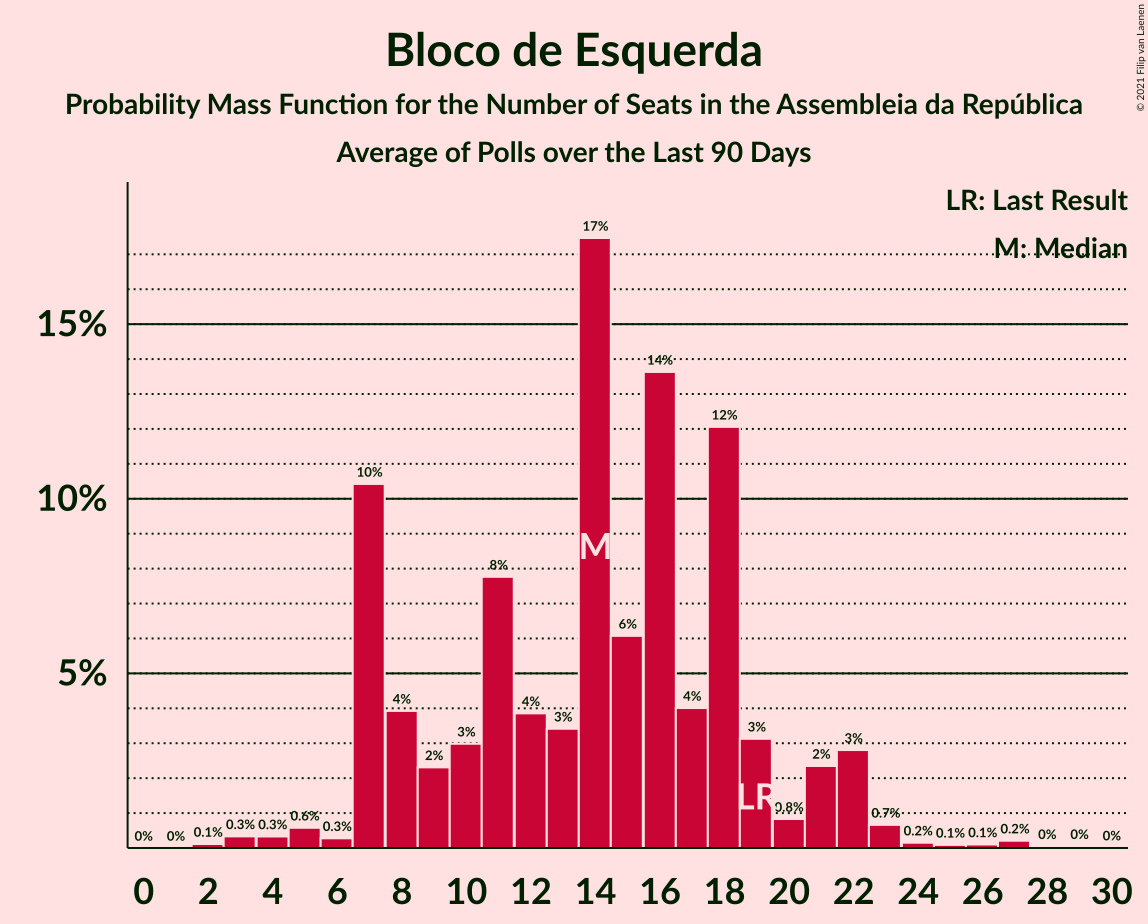 Bloco de Esquerda
Probability Mass Function for the Number of Seats in the Assembleia da República
Average of Polls over the Last 90 Days
© 2021 Filip van Laenen
LR: Last Result
M: Median
15%
10%
5%
0% 0% 0.1% 0.3% 0.3% 0.6% 0.3% 10% 4% 2% 3% 8% 4% 3% 17% 6% 14% 4% 12% 3% 0.8% 2% 3% 0.7% 0.2% 0.1% 0.1% 0.2% 0% 0% 0%
M
LR
0 2 4 6 8 10 12 14 16 18 20 22 24 26 28 30